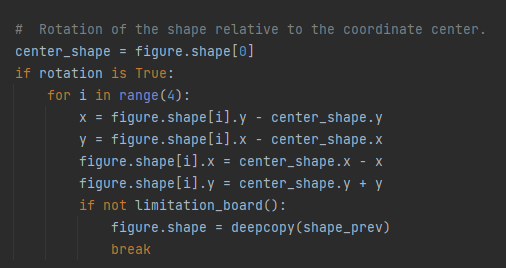 #  Rotation of the shape relative to the coordinate center.
center_shape = figure.shape[0]
if rotation is True:
    for i in range(4):
        x = figure.shape[i].y - center_shape.y
        y = figure.shape[i].x - center_shape.x
        figure.shape[i].x = center_shape.x - x
        figure.shape[i].y = center_shape.y + y
        if not limitation_board():
            figure.shape = deepcopy(shape_prev)
            break